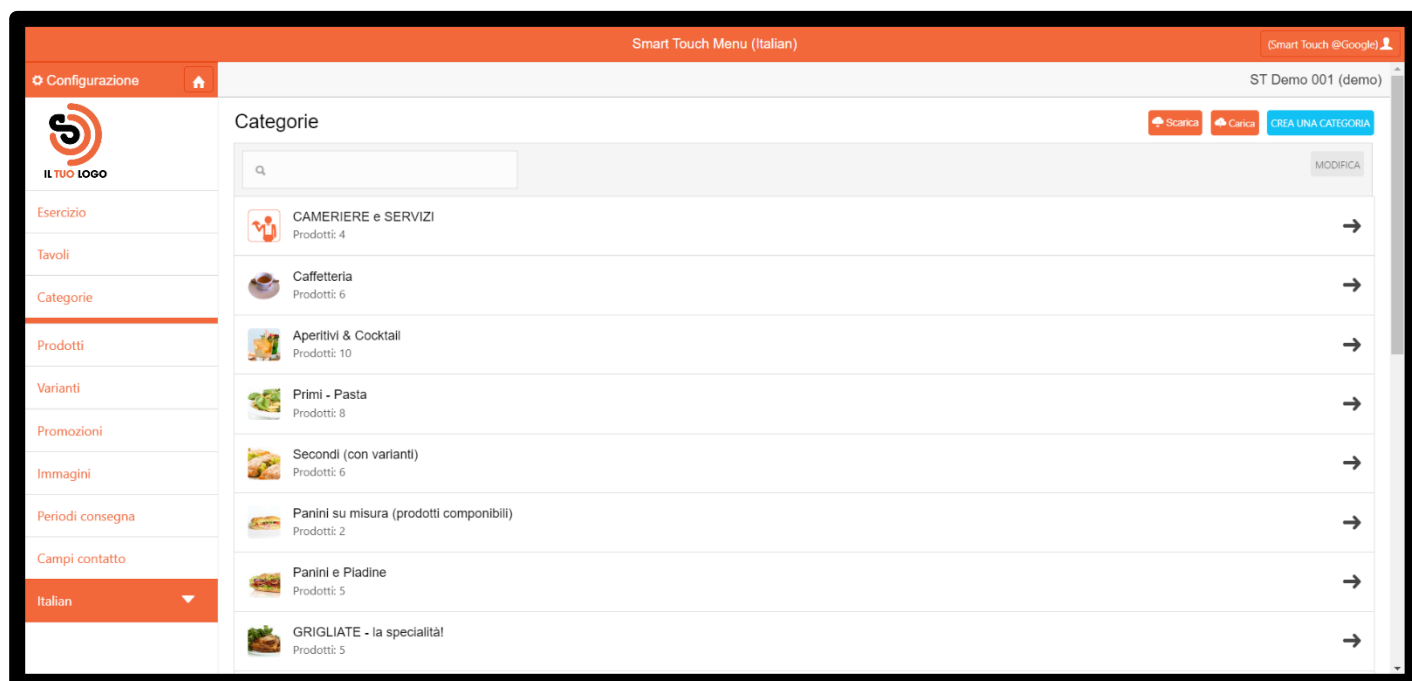 Smart Touch Menu (Italian)
(Smart Touch @Google)
Configurazione
ST Demo 001 (demo)
IL TUO LOGO
Esercizio
Tavoli
Categorie
Prodotti
Varianti
Promozioni
Immagini
Periodi consegna
Campi contatto
Italian
Categorie
Scarica
Carica
CREA UNA CATEGORIA
MODIFICA
CAMERIERE e SERVIZI
Prodotti: 4
Caffetteria
Prodotti: 6
Aperitivi & Cocktail
Prodotti: 10
Primi - Pasta
Prodotti: 8
Secondi (con varianti)
Prodotti: 6
Panini su misura (prodotti componibili)
Prodotti: 2
Panini e Piadine
Prodotti: 5
GRIGLIATE - la specialità!
Prodotti: 5